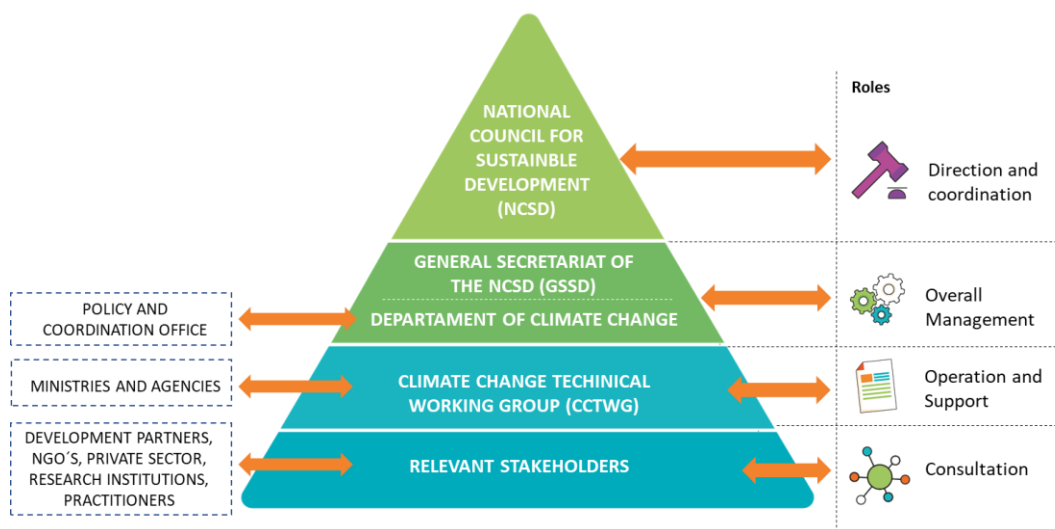 Roles
NATIONAL
COUNCIL FOR
SUSTAINBLE
DEVELOPMENT
(NCSD)
Direction and
coordination
GENERAL SECRETARIAT OF
THE NCSD (GSSD)
DEPARTAMENT OF CLIMATE CHANGE
POLICY AND
COORDINATION OFFICE
Overall
Management
MINISTRIES AND AGENCIES
CLIMATE CHANGE TECHINICAL
WORKING GROUP (CCTWG)
Operation and
Support
DEVELOPMENT PARTNERS,
NGO´S, PRIVATE SECTOR,
RESEARCH INSTITUTIONS,
PRACTITIONERS
RELEVANT STAKEHOLDERS
Consultation